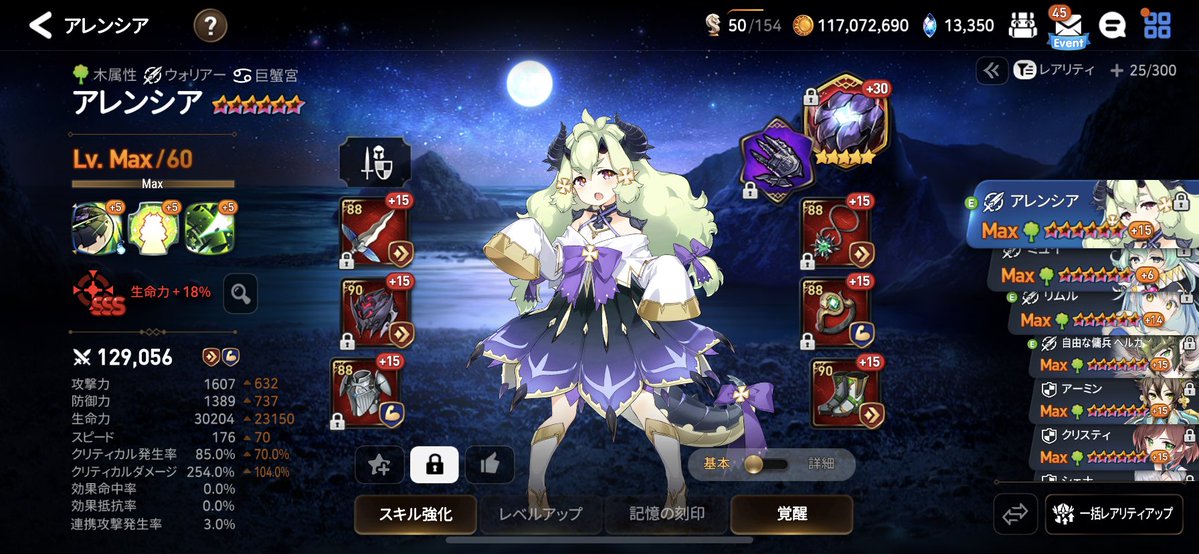 アレンシア
?
50/154
117,072,690
13,350
45
Event
木属性 ウォリアー 巨蟹宮
アレンシア
Lv. Max/60
Max
+5
+5
+5
SSS
生命力+18%
129,056
攻撃力 1607 632
防御力 1389 737
生命力 30204 23150
スピード 176 70
クリティカル発生率 85.0% 70.0%
クリティカルダメージ 254.0% 104.0%
効果命中率 0.0%
効果抵抗率 0.0%
連携攻撃発生率 3.0%
+30
88 +15
90 +15
88 +15
88 +15
88 +15
90 +15
基本
詳細
スキル強化
レベルアップ
記憶の刻印
覚醒
レアリティ
25/300
E アレンシア
Max +15
ミュイ
Max +6
E リムル
Max +14
E 自由な傭兵 ヘルガ
Max +15
アーミン
Max +15
クリスティ
Max +15
一括レアリティアップ